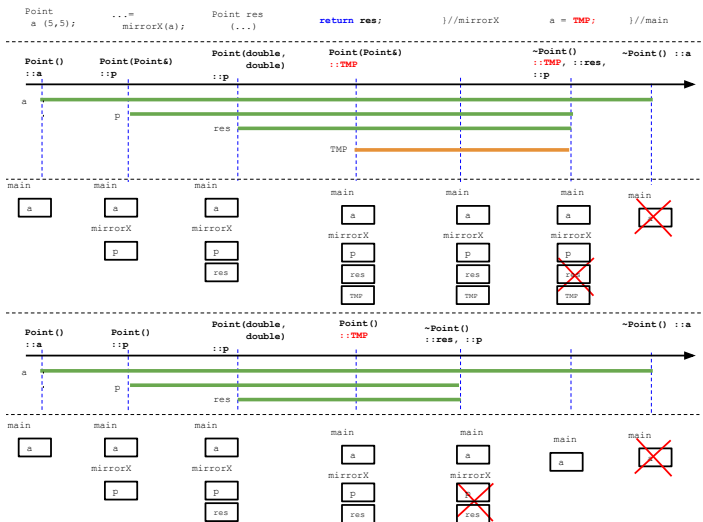 Point
a (5,5);
...=
mirrorX(a);
Point res
(...)
return res;
}//mirrorX
a = TMP;
}//main
Point()
::a
Point(Point&)
::p
Point(double,
double)
::p
Point(Point&)
::TMP
~Point()
::TMP, ::res,
::p
~Point() ::a
a
p
res
TMP
main
main
main
main
main
main
main
a
a
a
a
a
a
mirrorX
mirrorX
mirrorX
mirrorX
mirrorX
p
p
p
p
p
res
res
res
res
TMP
TMP
TMP
Point()
::a
Point()
::p
Point(double,
double)
::p
Point()
::TMP
~Point()
::res, ::p
~Point() ::a
a
p
res
main
main
main
main
main
main
main
a
a
a
a
a
a
mirrorX
mirrorX
mirrorX
mirrorX
p
p
p
p
res
res
res